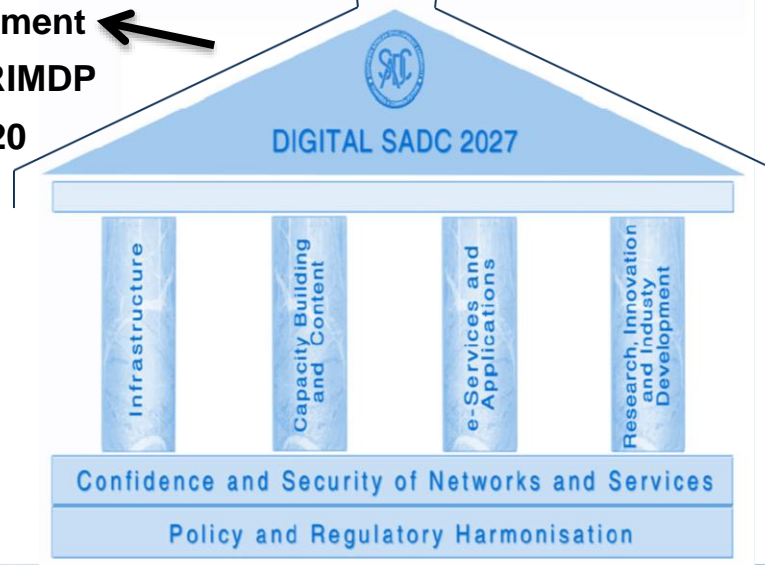 ment
RIMDP
20
SADC
DIGITAL SADC 2027
Infrastructure
Capacity Building
and Content
e-Services and
Applications
Research, Innovation
and Industy
Development
Confidence and Security of Networks and Services
Policy and Regulatory Harmonisation